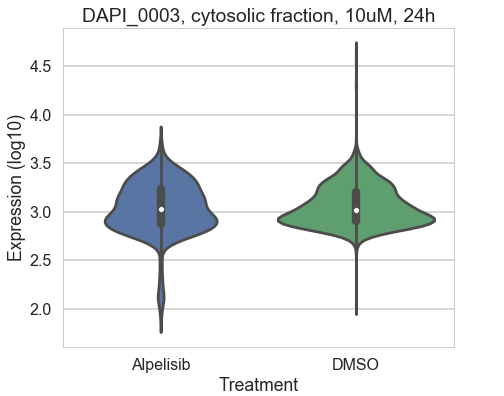 DAPI_0003, cytosolic fraction, 10uM, 24h
Expression (log10)
4.5
4.0
3.5
3.0
2.5
2.0
Alpelisib DMSO
Treatment